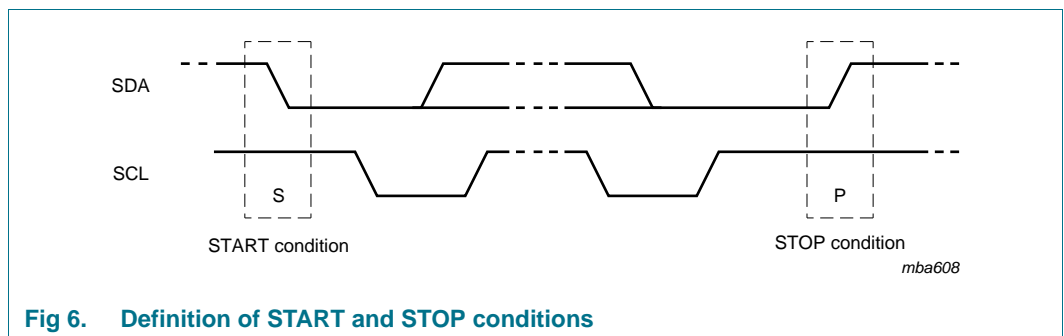 SDA
SCL
S
P
START condition
STOP condition
mba608
Fig 6. Definition of START and STOP conditions